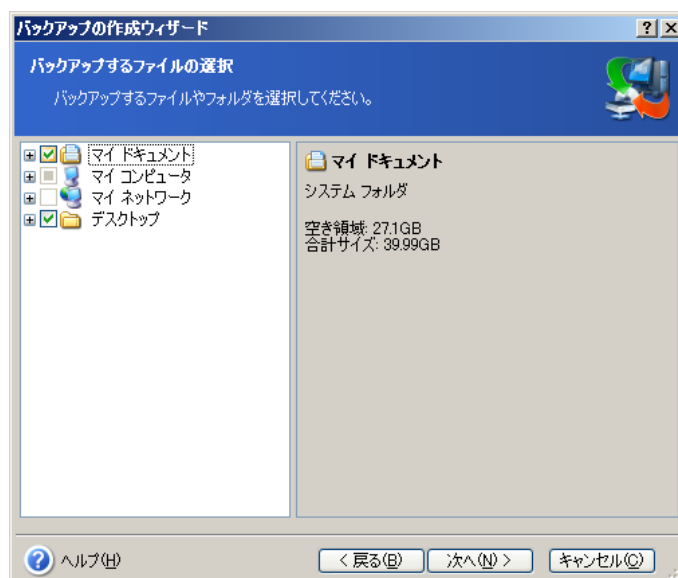 バックアップの作成ウィザード
バックアップするファイルの選択
バックアップするファイルやフォルダを選択してください。
マイ ドキュメント
マイ コンピュータ
マイ ネットワーク
デスクトップ
マイ ドキュメント
システム フォルダ
空き領域: 27.1GB
合計サイズ: 39.99GB
ヘルプ(H)
< 戻る(B)
次へ(N) >
キャンセル(C)